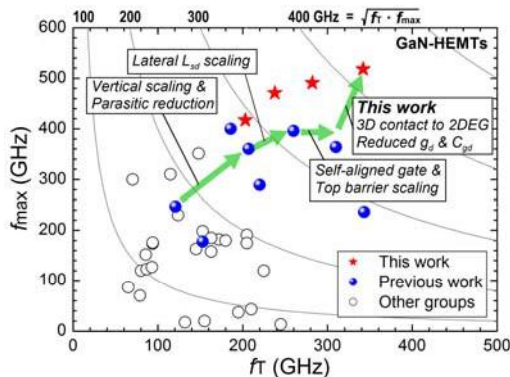 100 200 300 400 GHz = √fT · fmax
GaN-HEMTs
Lateral Lsd scaling
Vertical scaling &
Parasitic reduction
This work
3D contact to 2DEG
Reduced gd & Cgd
Self-aligned gate &
Top barrier scaling
This work
Previous work
Other groups
600
500
400
300
200
100
0
fmax (GHz)
0 100 200 300 400 500
fT (GHz)